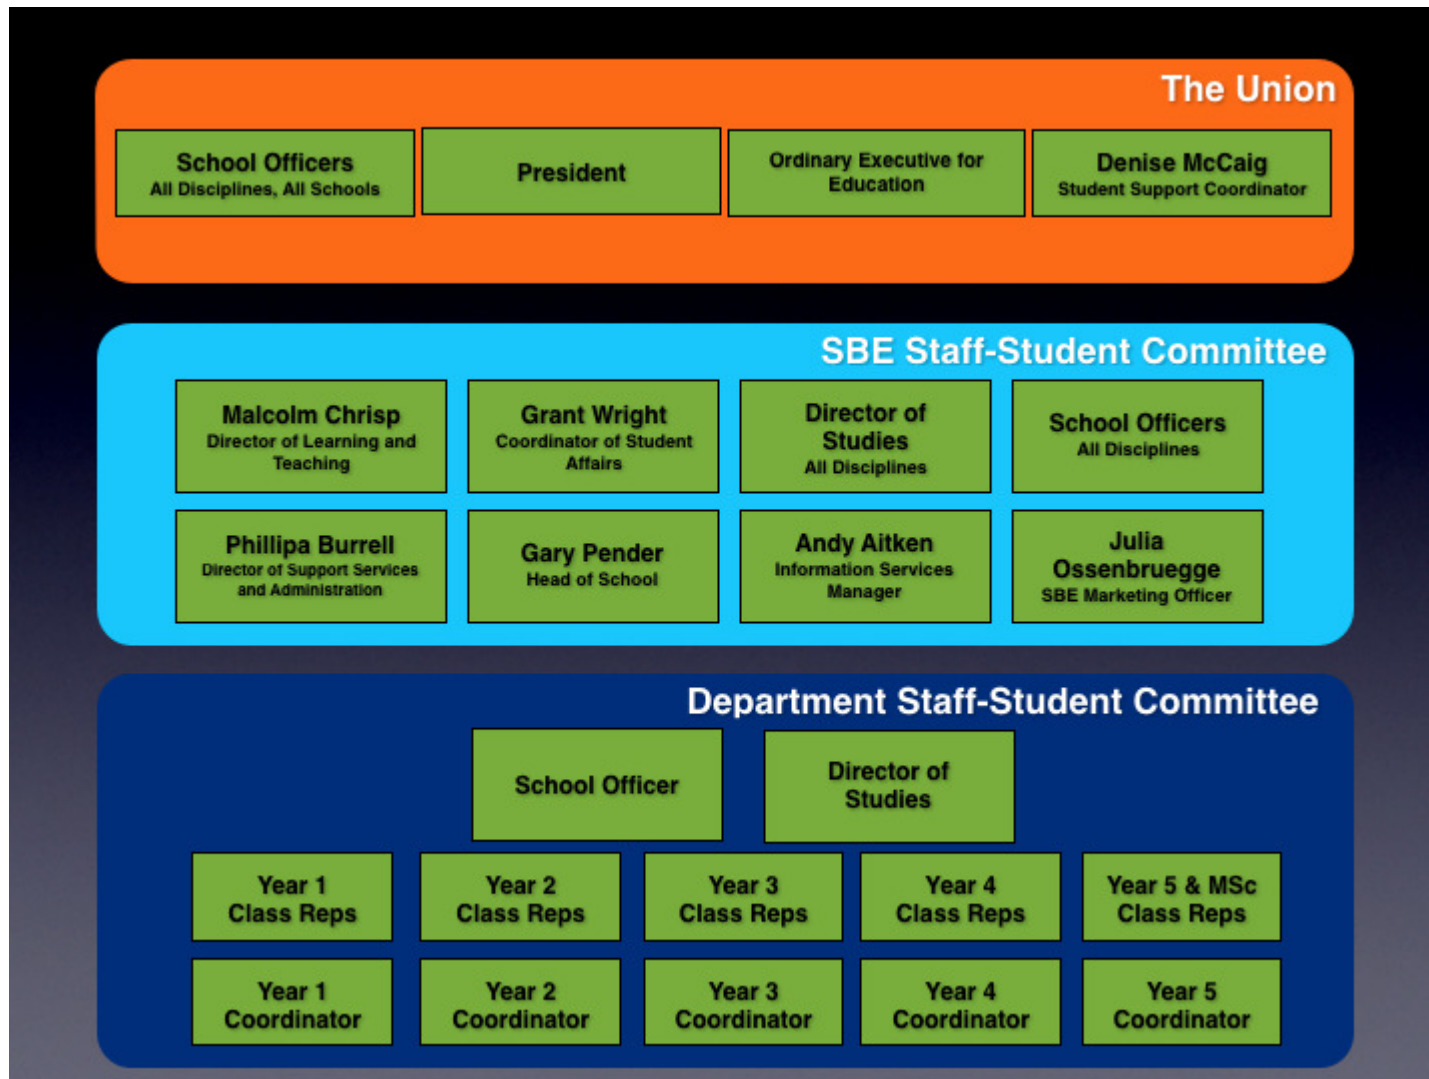 The Union
School Officers
All Disciplines, All Schools
President
Ordinary Executive for
Education
Denise McCaig
Student Support Coordinator
SBE Staff-Student Committee
Malcolm Chrisp
Director of Learning and
Teaching
Grant Wright
Coordinator of Student
Affairs
Director of
Studies
All Disciplines
School Officers
All Disciplines
Phillipa Burrell
Director of Support Services
and Administration
Gary Pender
Head of School
Andy Aitken
Information Services
Manager
Julia
Ossenbruegge
SBE Marketing Officer
Department Staff-Student Committee
School Officer
Director of
Studies
Year 1
Class Reps
Year 2
Class Reps
Year 3
Class Reps
Year 4
Class Reps
Year 5 & MSc
Class Reps
Year 1
Coordinator
Year 2
Coordinator
Year 3
Coordinator
Year 4
Coordinator
Year 5
Coordinator